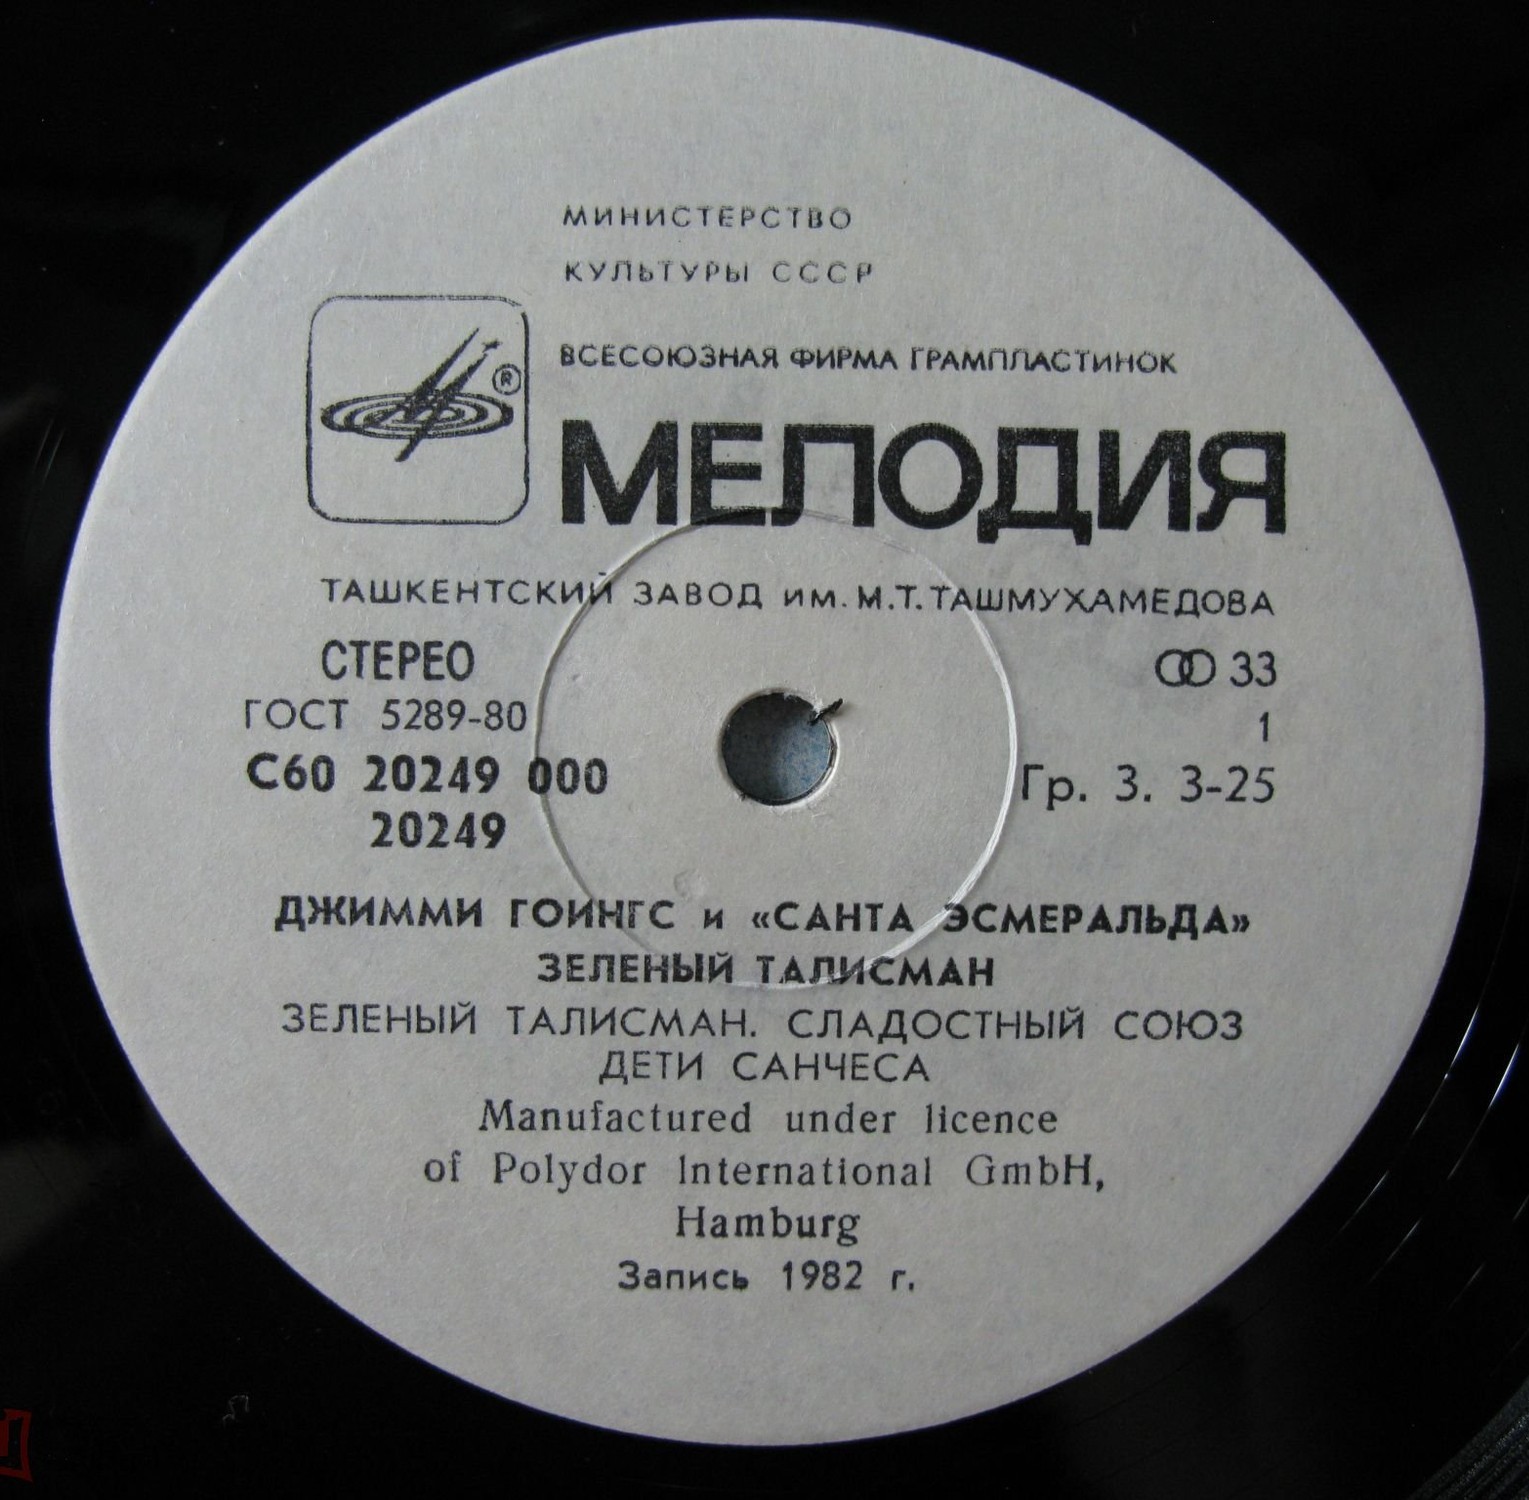 МИНИСТЕРСТВО
КУЛЬТУРЫ СССР
ВСЕСОЮЗНАЯ ФИРМА ГРАМПЛАСТИНОК
®
МЕЛОДИЯ
ТАШКЕНТСКИЙ ЗАВОД им. М.Т. ТАШМУХАМЕДОВА
СТЕРЕО
33
ГОСТ 5289-80
1
С60 20249 000
Гр. 3. 3-25
20249
ДЖИММИ ГОИНГС и «САНТА ЭСМЕРАЛЬДА»
ЗЕЛЕНЫЙ ТАЛИСМАН
ЗЕЛЕНЫЙ ТАЛИСМАН. СЛАДОСТНЫЙ СОЮЗ
ДЕТИ САНЧЕСА
Manufactured under licence
of Polydor International GmbH,
Hamburg
Запись 1982 г.